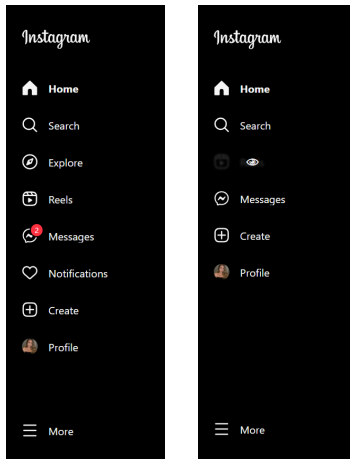 Instagram
Home
Search
Explore
Reels
2
Messages
Notifications
Create
Profile
More
Instagram
Home
Search
Messages
Create
Profile
More